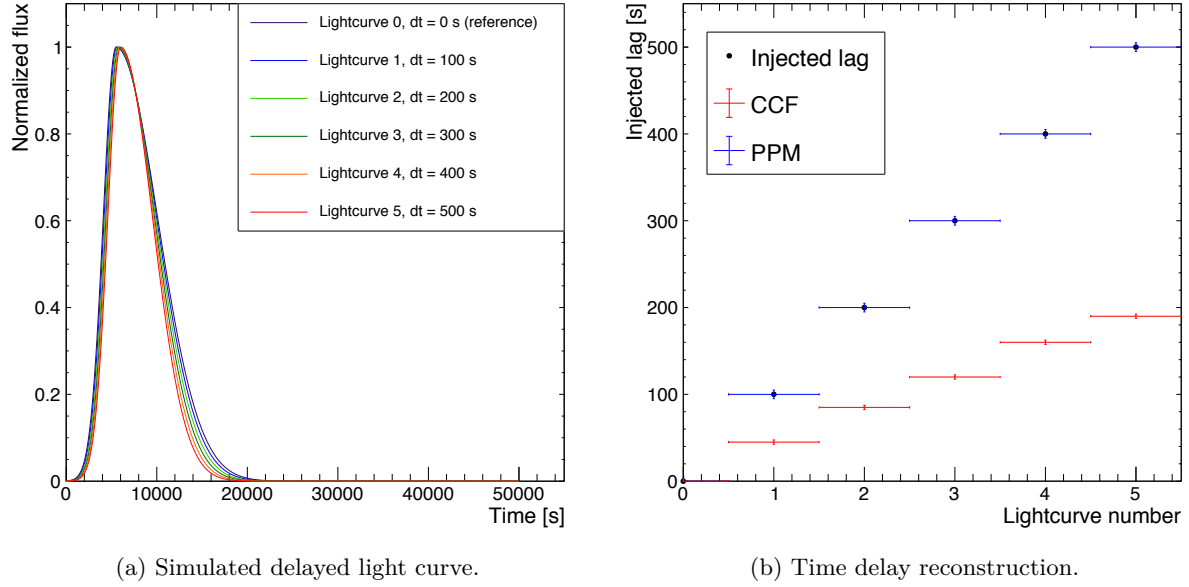 Normalized flux
1
0.8
0.6
0.4
0.2
0
Lightcurve 0, dt = 0 s (reference)
Lightcurve 1, dt = 100 s
Lightcurve 2, dt = 200 s
Lightcurve 3, dt = 300 s
Lightcurve 4, dt = 400 s
Lightcurve 5, dt = 500 s
0 10000 20000 30000 40000 50000
Time [s]
(a) Simulated delayed light curve.
Injected lag [s]
500
400
300
200
100
0
Injected lag
CCF
PPM
0 1 2 3 4 5
Lightcurve number
(b) Time delay reconstruction.